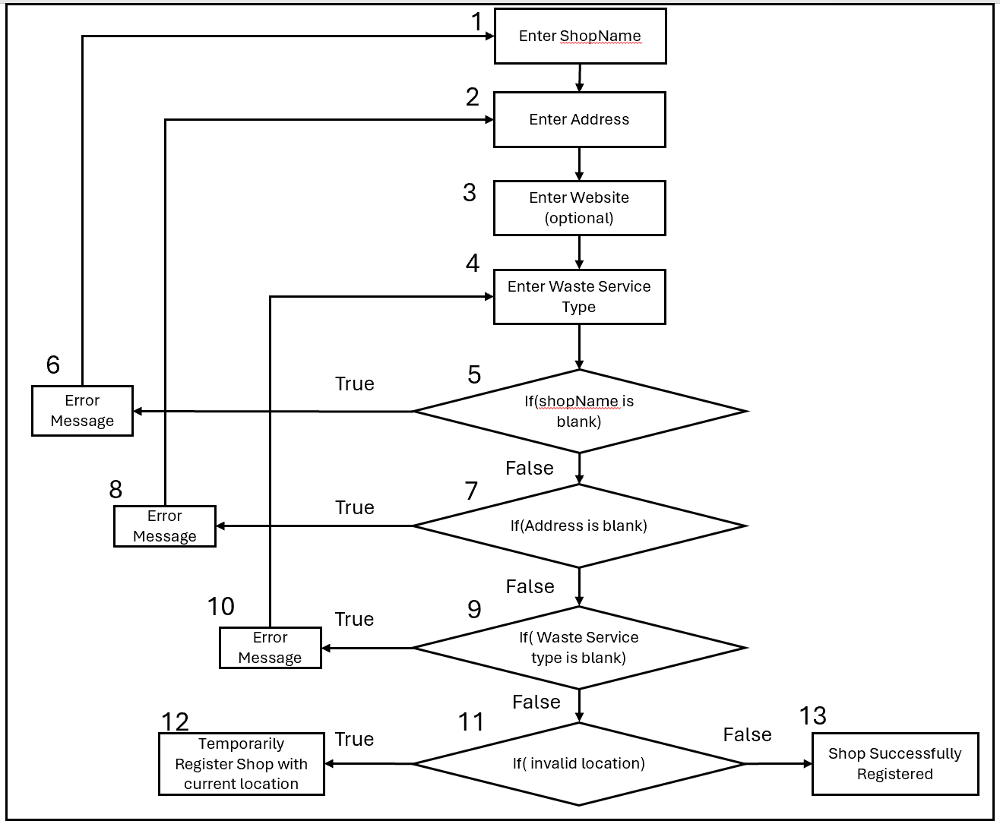 1
Enter ShopName
2
Enter Address
3
Enter Website
(optional)
4
Enter Waste Service
Type
6
Error
Message
True
5
If(shopName is
blank)
False
8
Error
Message
True
7
If(Address is blank)
False
10
Error
Message
True
9
If( Waste Service
type is blank)
False
12
Temporarily
Register Shop with
current location
True
11
If( invalid location)
False
13
Shop Successfully
Registered